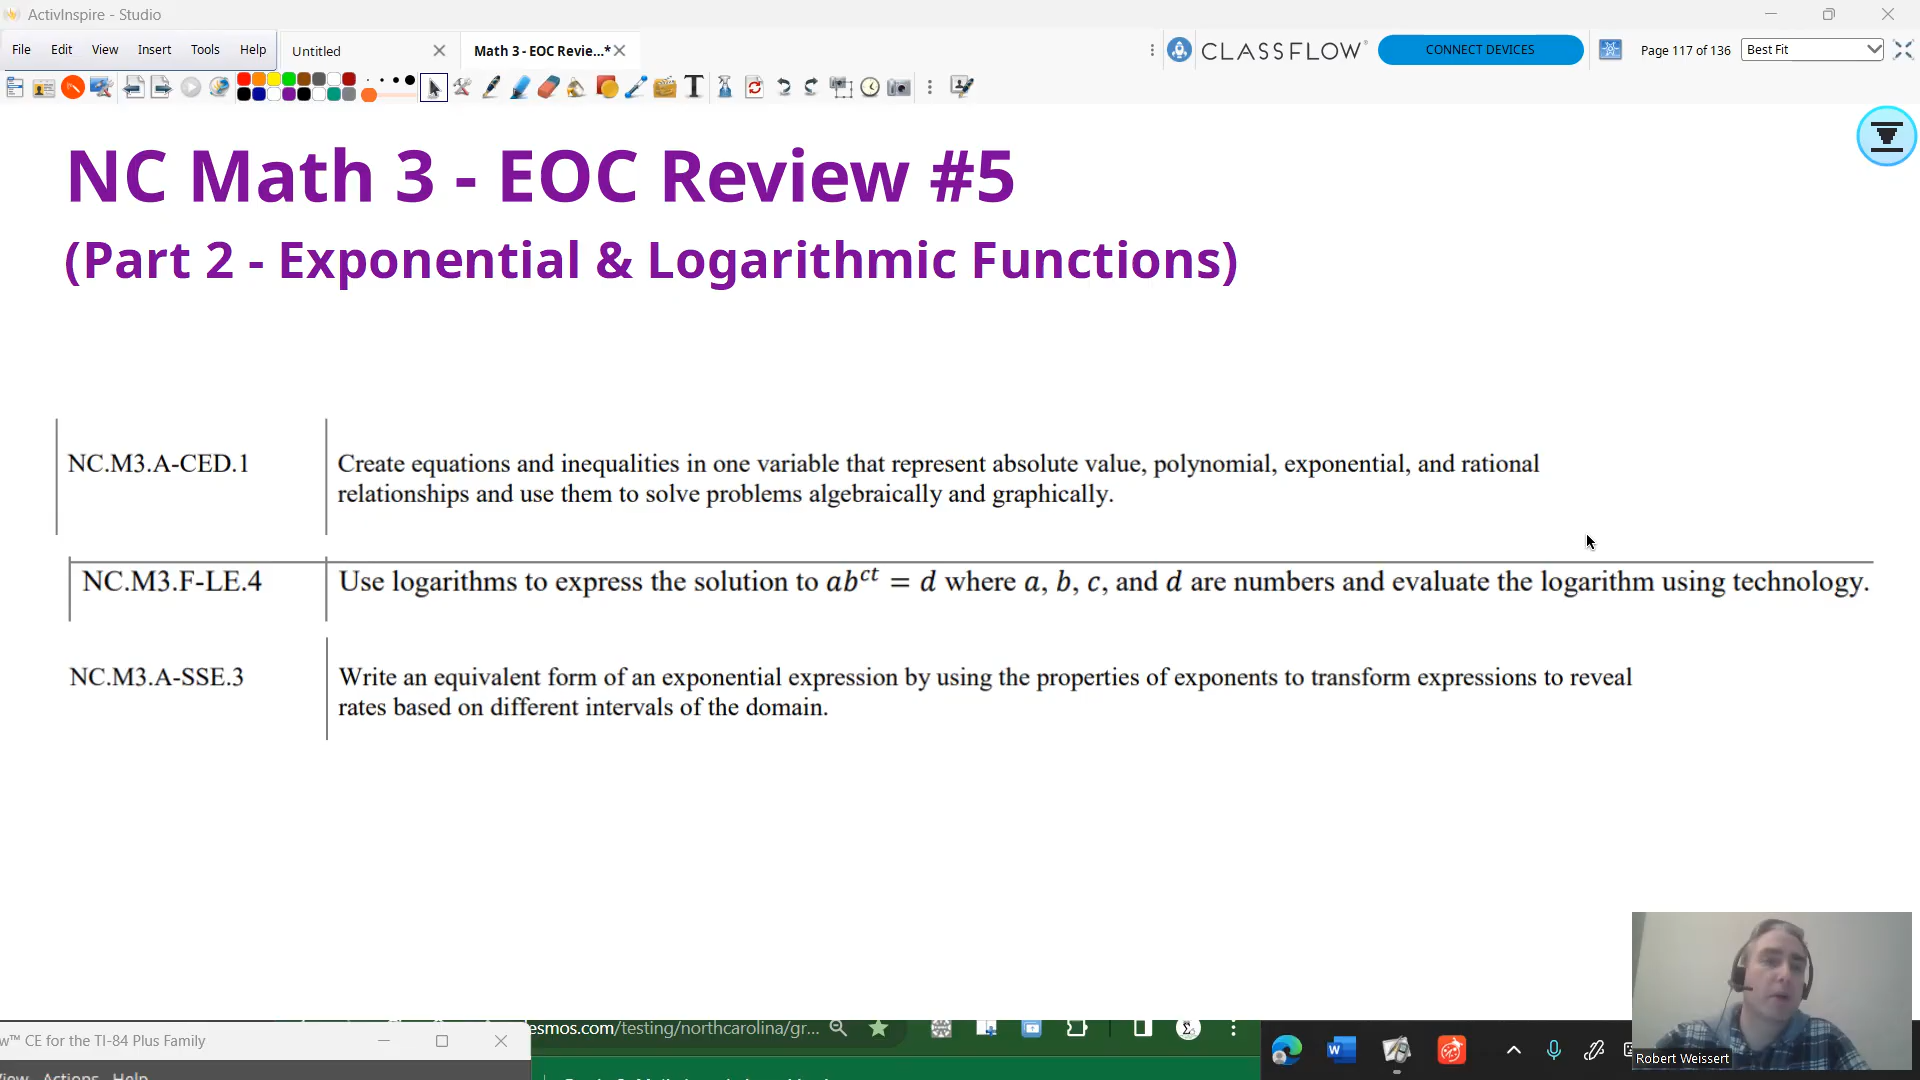 ActivInspire - Studio
File Edit View Insert Tools Help
Untitled
Math 3 - EOC Revie...*
CLASSFLOW
CONNECT DEVICES
Page 117 of 136
Best Fit
NC Math 3 - EOC Review #5
(Part 2 - Exponential & Logarithmic Functions)
NC.M3.A-CED.1
Create equations and inequalities in one variable that represent absolute value, polynomial, exponential, and rational
relationships and use them to solve problems algebraically and graphically.
NC.M3.F-LE.4
Use logarithms to express the solution to abᶜᵗ = d where a, b, c, and d are numbers and evaluate the logarithm using technology.
NC.M3.A-SSE.3
Write an equivalent form of an exponential expression by using the properties of exponents to transform expressions to reveal
rates based on different intervals of the domain.
w™ CE for the TI-84 Plus Family
esmos.com/testing/northcarolina/gr...
View Actions Help
Robert Weissert